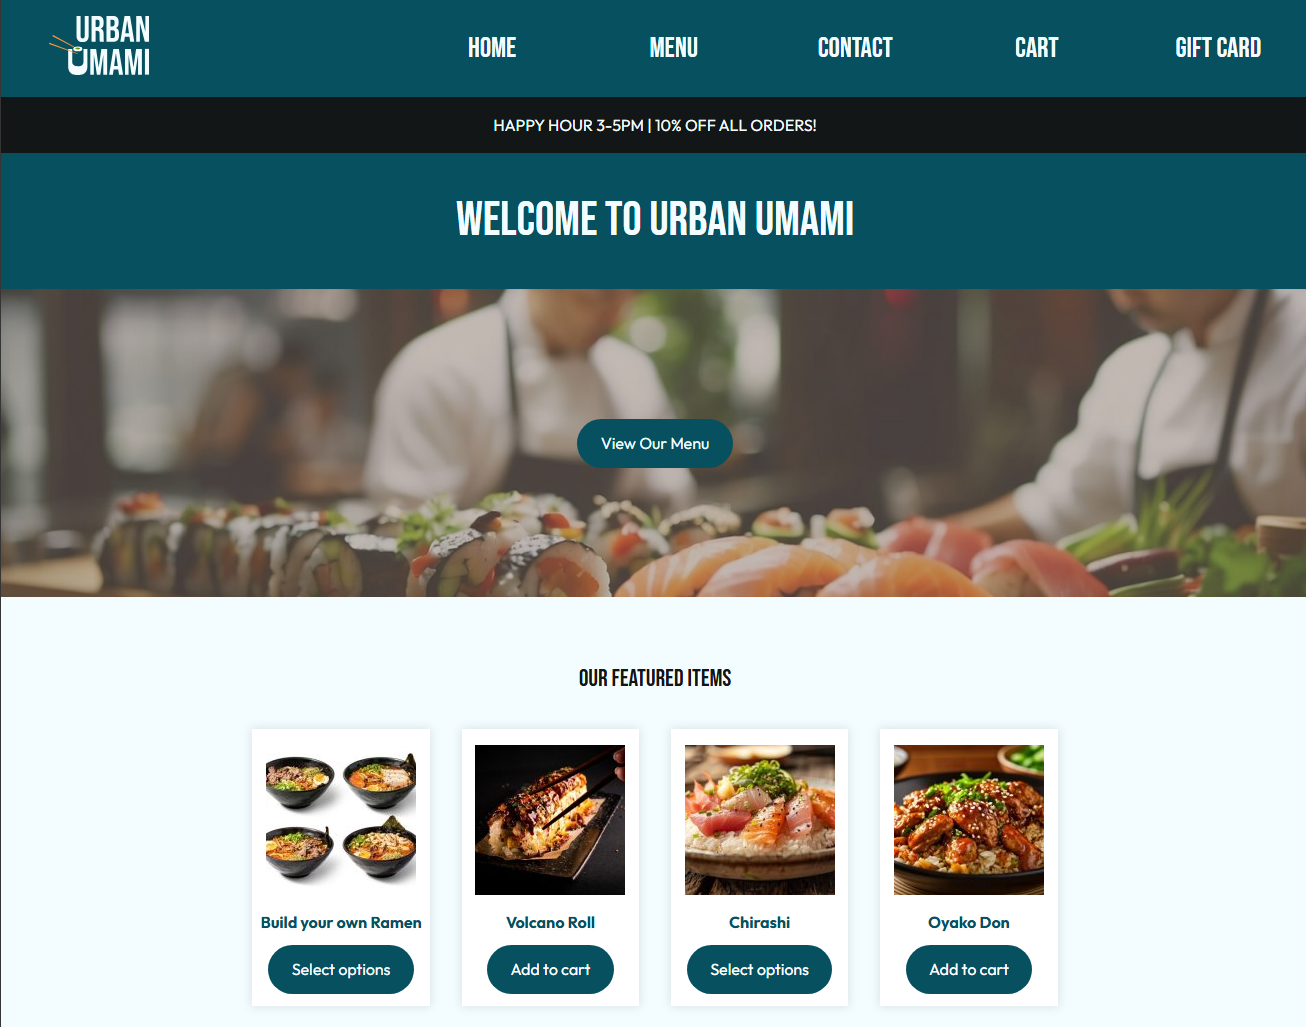 URBAN
UMAMI
HOME
MENU
CONTACT
CART
GIFT CARD
HAPPY HOUR 3-5PM | 10% OFF ALL ORDERS!
WELCOME TO URBAN UMAMI
View Our Menu
OUR FEATURED ITEMS
Build your own Ramen
Select options
Volcano Roll
Add to cart
Chirashi
Select options
Oyako Don
Add to cart